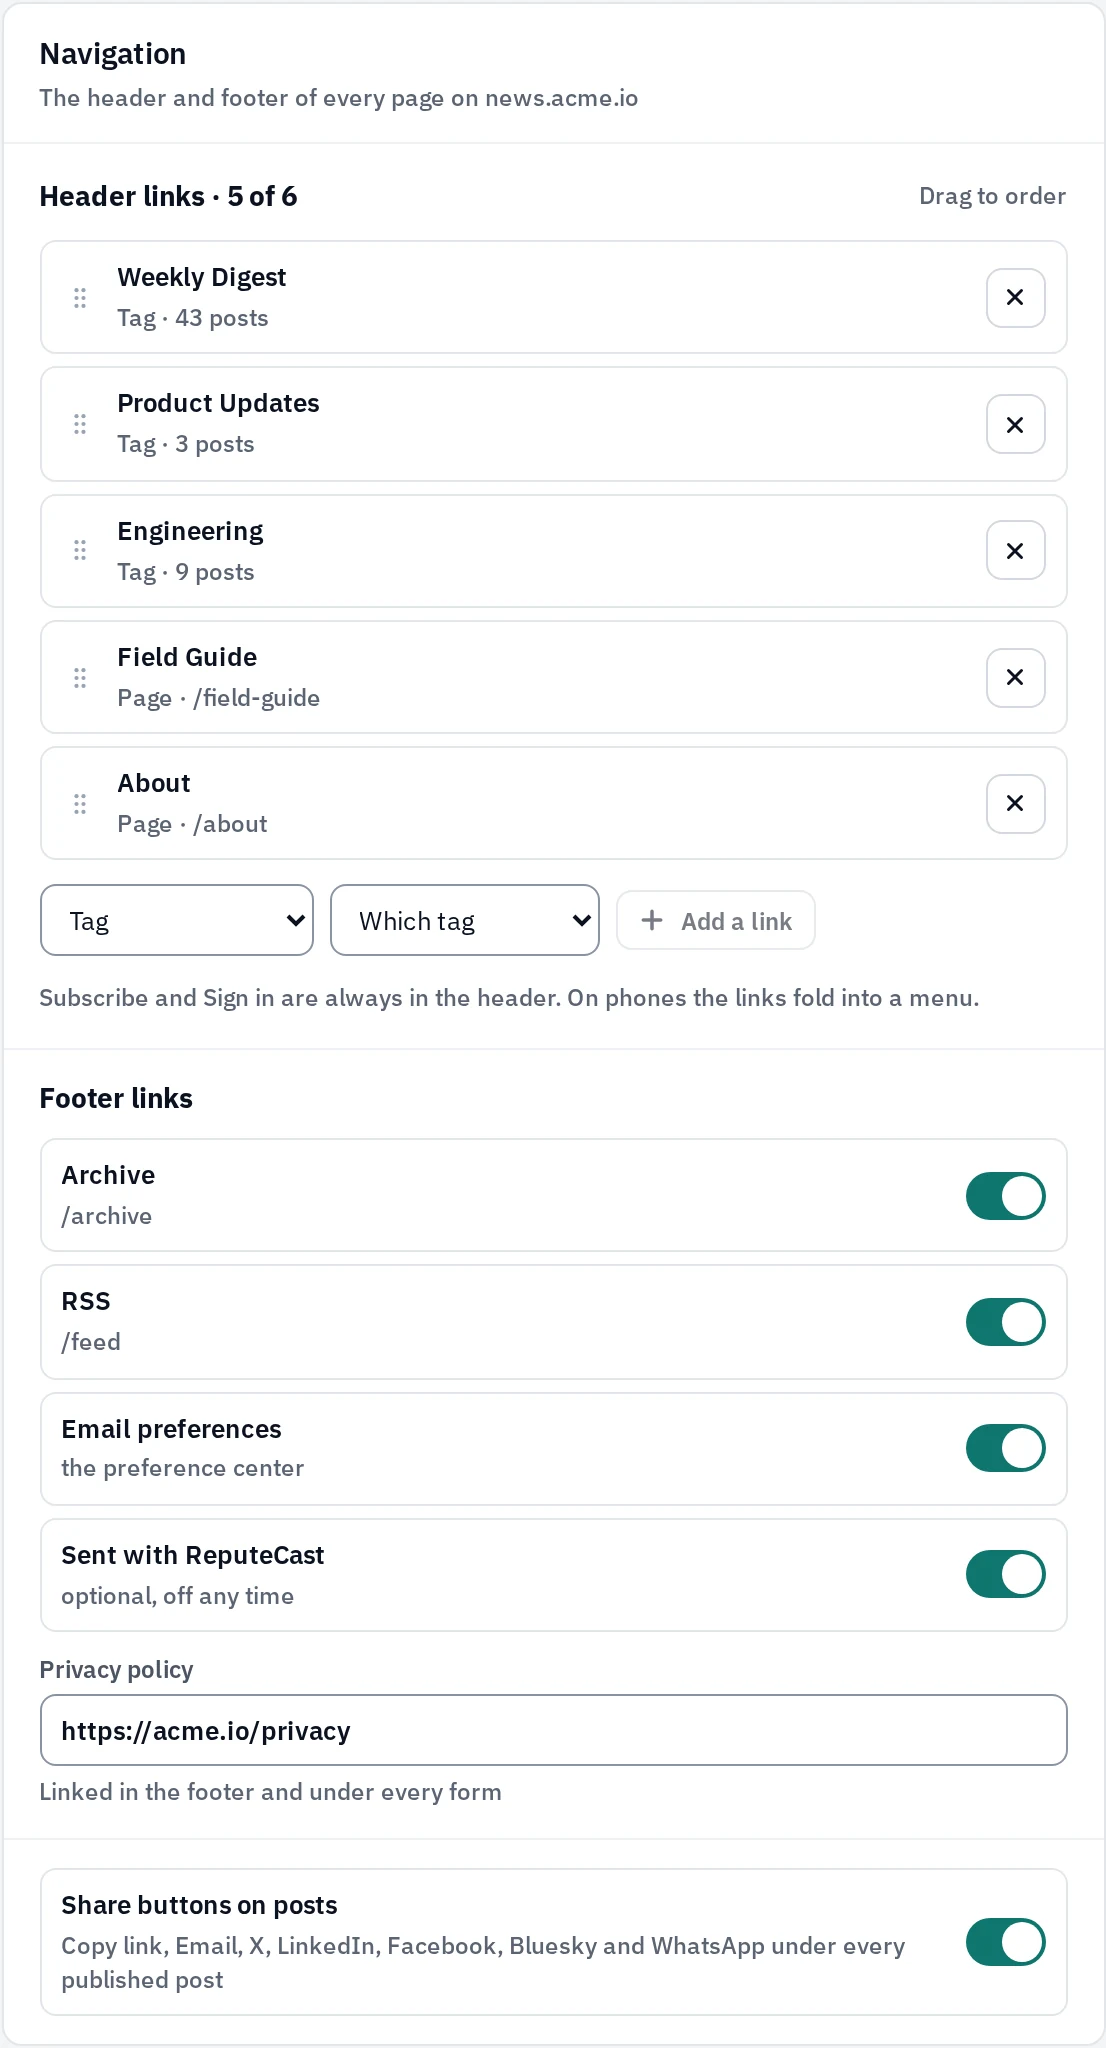 Navigation
The header and footer of every page on news.acme.io
Header links · 5 of 6
Drag to order
Weekly Digest
Tag · 43 posts
Product Updates
Tag · 3 posts
Engineering
Tag · 9 posts
Field Guide
Page · /field-guide
About
Page · /about
Tag
Which tag
Add a link
Subscribe and Sign in are always in the header. On phones the links fold into a menu.
Footer links
Archive
/archive
RSS
/feed
Email preferences
the preference center
Sent with ReputeCast
optional, off any time
Privacy policy
https://acme.io/privacy
Linked in the footer and under every form
Share buttons on posts
Copy link, Email, X, LinkedIn, Facebook, Bluesky and WhatsApp under every
published post